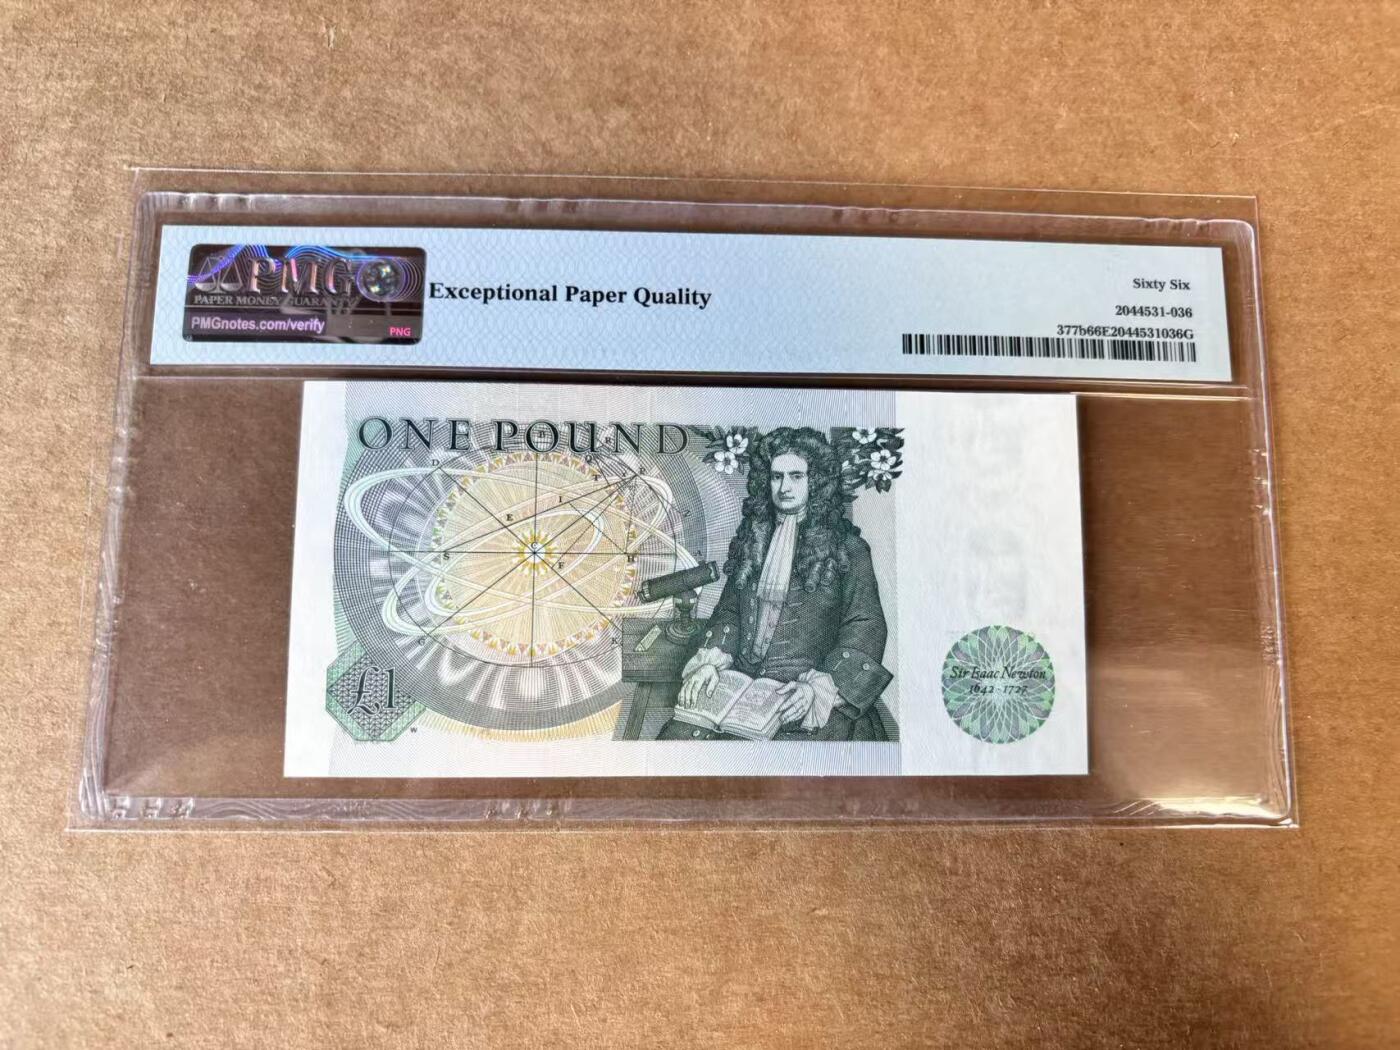 PMG
PAPER MONEY GUARANTY
PMGnotes.com/verify
PNG
Exceptional Paper Quality
Sixty Six
2044531-036
377b66E2044531036G
ONE POUND
£1
W
Sir Isaac Newton
1642 - 1727